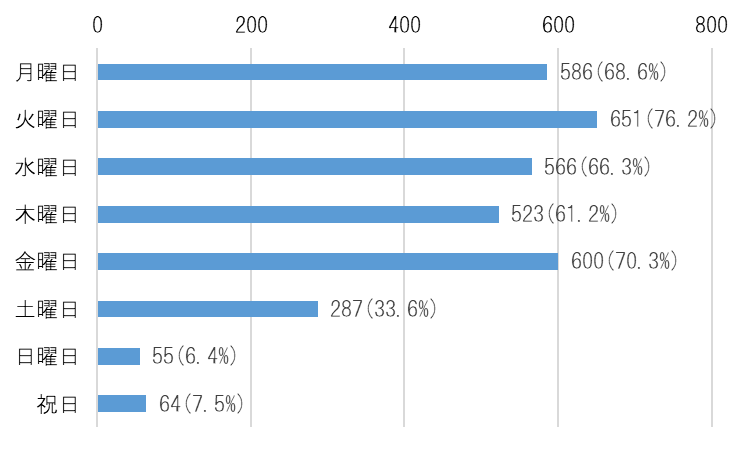 0 200 400 600 800
月曜日 586(68.6%)
火曜日 651(76.2%)
水曜日 566(66.3%)
木曜日 523(61.2%)
金曜日 600(70.3%)
土曜日 287(33.6%)
日曜日 55(6.4%)
祝日 64(7.5%)